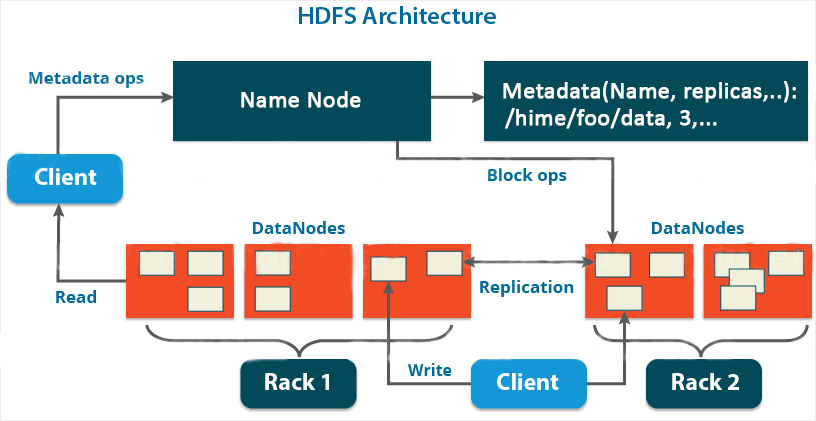 HDFS Architecture
Metadata ops
Name Node
Metadata(Name, replicas,..):
/hime/foo/data, 3,...
Client
Block ops
DataNodes
DataNodes
Read
Replication
Rack 1
Write
Client
Rack 2